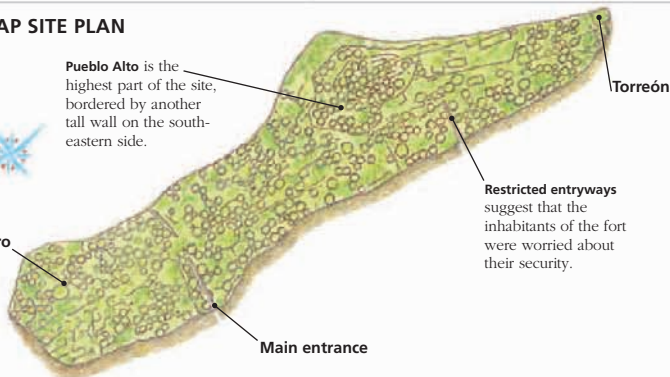 AP SITE PLAN
Pueblo Alto is the
highest part of the site,
bordered by another
tall wall on the south-
eastern side.
Torreón
Restricted entryways
suggest that the
inhabitants of the fort
were worried about
their security.
ro
Main entrance